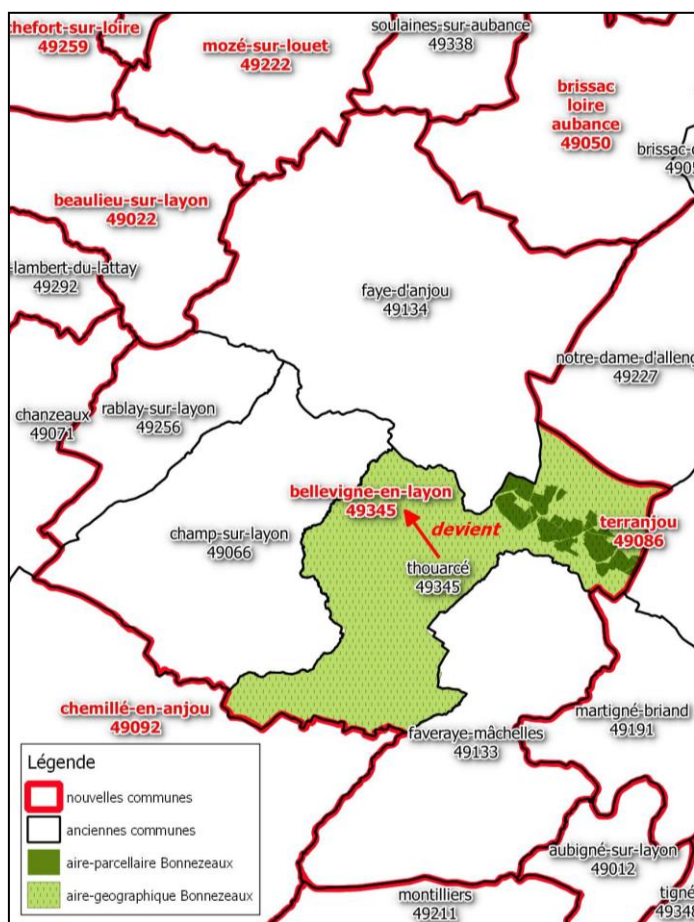 chefort-sur-loire
49259
mozé-sur-louet
49222
soulaines-sur-aubance
49338
brissac
loire
aubance
49050
brissac-
beaulieu-sur-layon
49022
-lambert-du-lattay
49292
faye-d'anjou
49134
notre-dame-d'alleng
49227
chanzeaux
49071
rablay-sur-layon
49256
bellevigne-en-layon
49345
devient
thouarcé
49345
champ-sur-layon
49066
terranjou
49086
chemillé-en-anjou
49092
faveraye-mâchelles
49133
martigné-briand
49191
aubigné-sur-layon
49012
tigné
montilliers
49211
Légende
nouvelles communes
anciennes communes
aire-parcellaire Bonnezeaux
aire-geographique Bonnezeaux